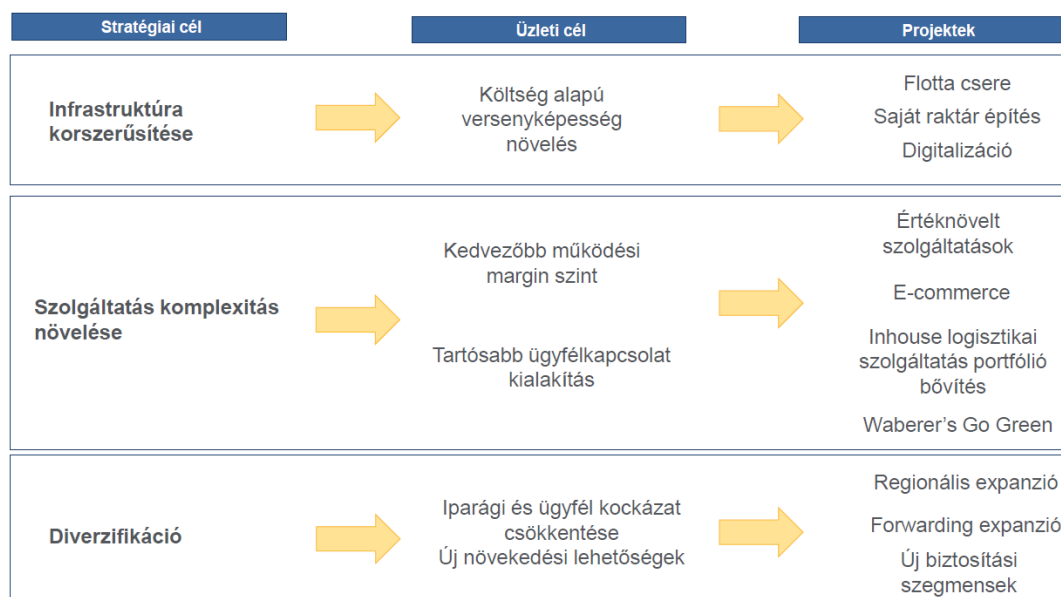 Stratégiai cél
Üzleti cél
Projektek
Infrastruktúra
korszerűsítése
Költség alapú
versenyképesség
növelés
Flotta csere
Saját raktár építés
Digitalizáció
Szolgáltatás komplexitás
növelése
Kedvezőbb működési
margin szint
Tartósabb ügyfélkapcsolat
kialakítás
Értéknövelt
szolgáltatások
E-commerce
Inhouse logisztikai
szolgáltatás portfólió
bővítés
Waberer's Go Green
Diverzifikáció
Iparági és ügyfél kockázat
csökkentése
Új növekedési lehetőségek
Regionális expanzió
Forwarding expanzió
Új biztosítási
szegmensek